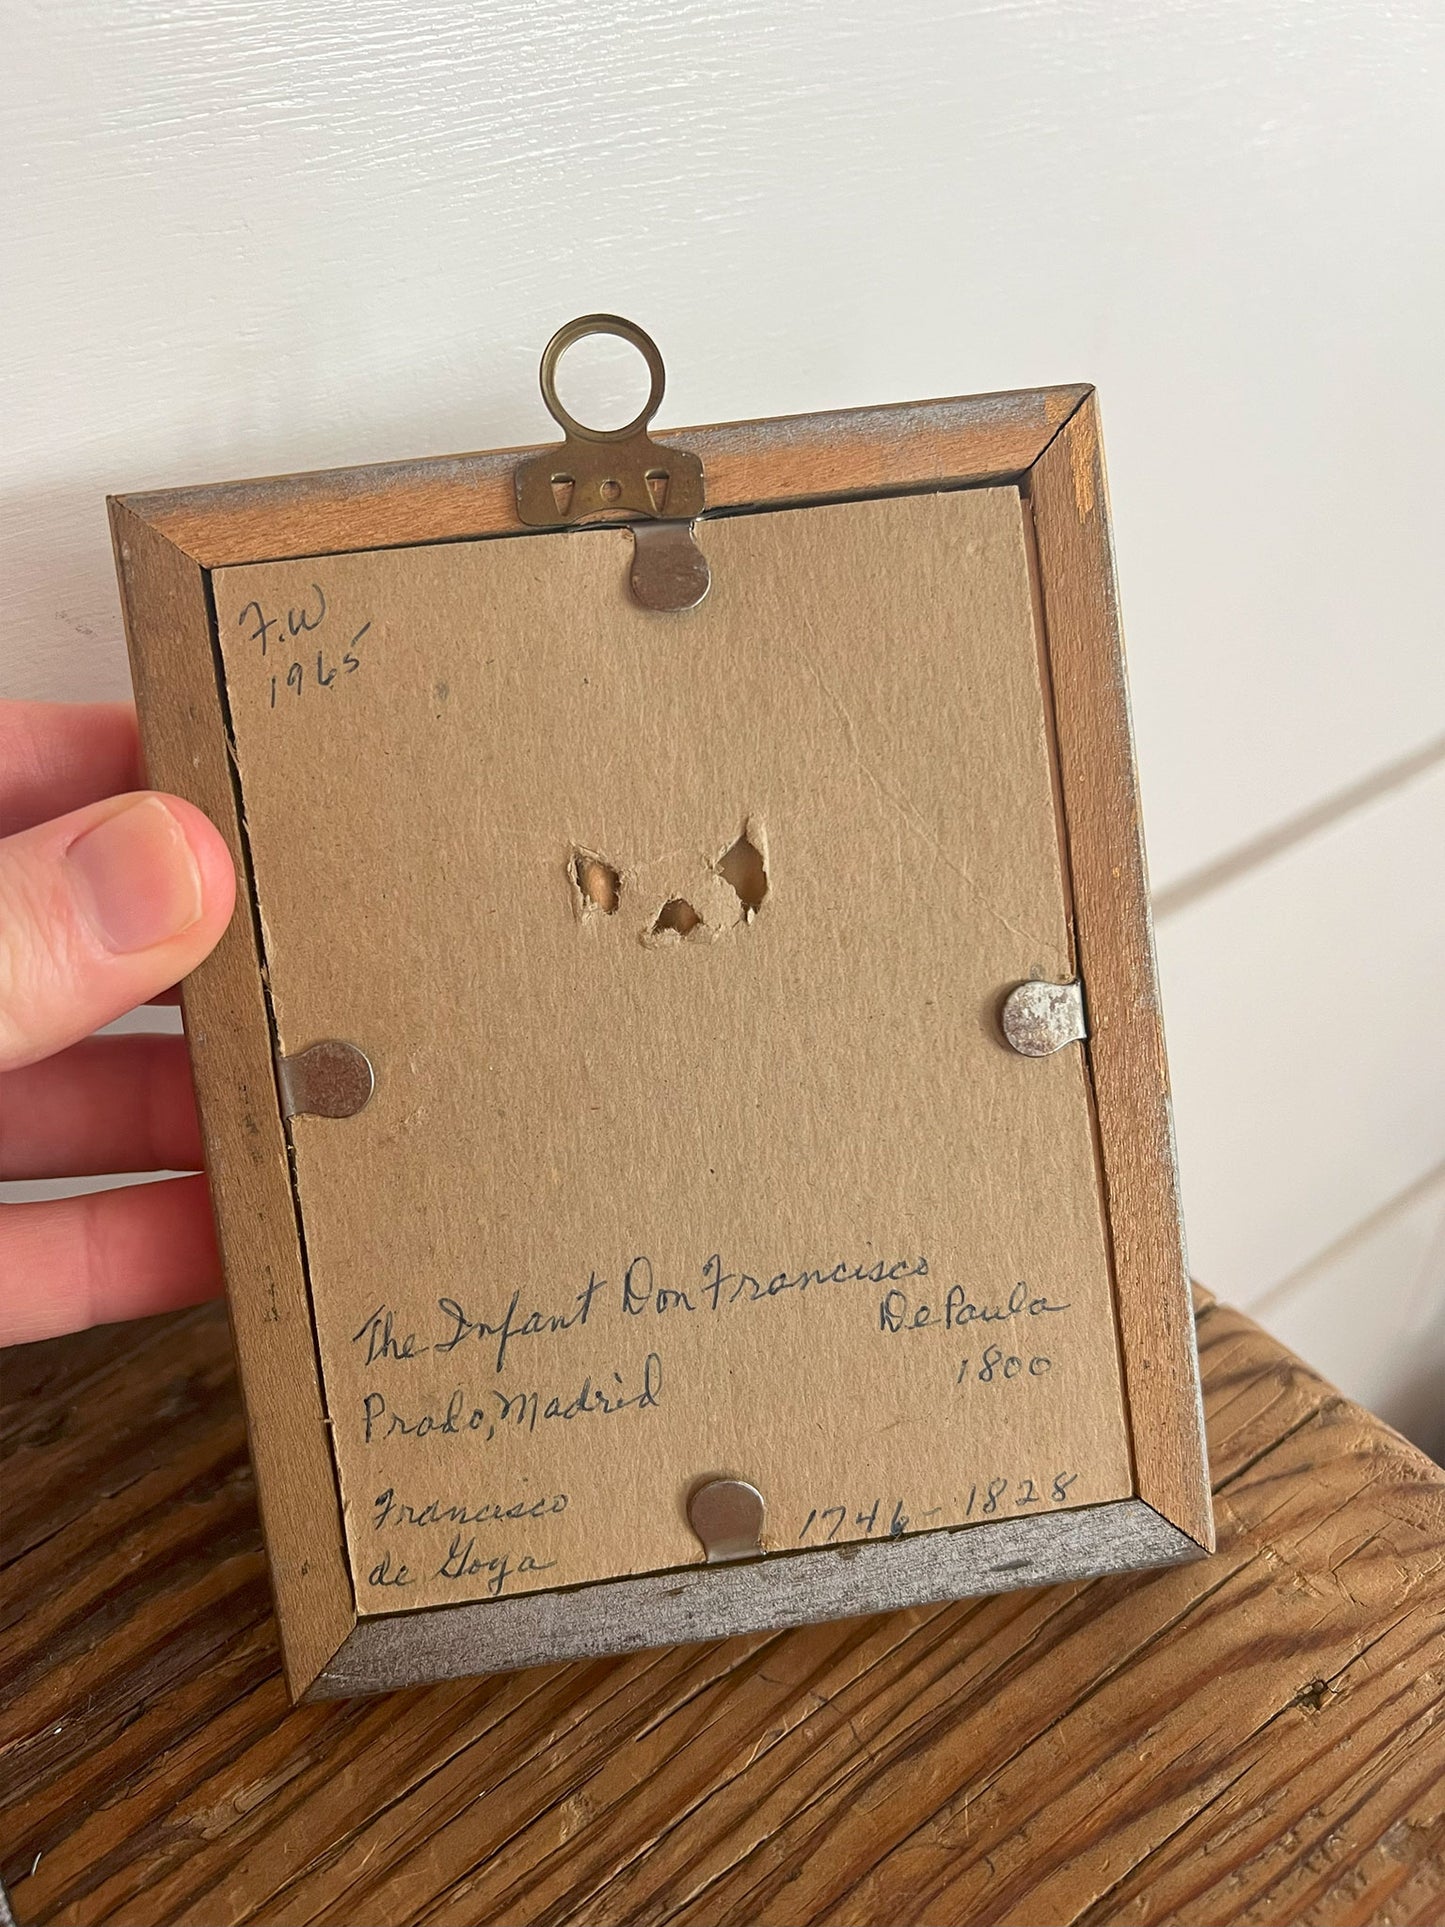 F.W
1965
The Infant Don Francisco
De Paula
1800
Prado, Madrid
Francisco
de Goya
1746-1828